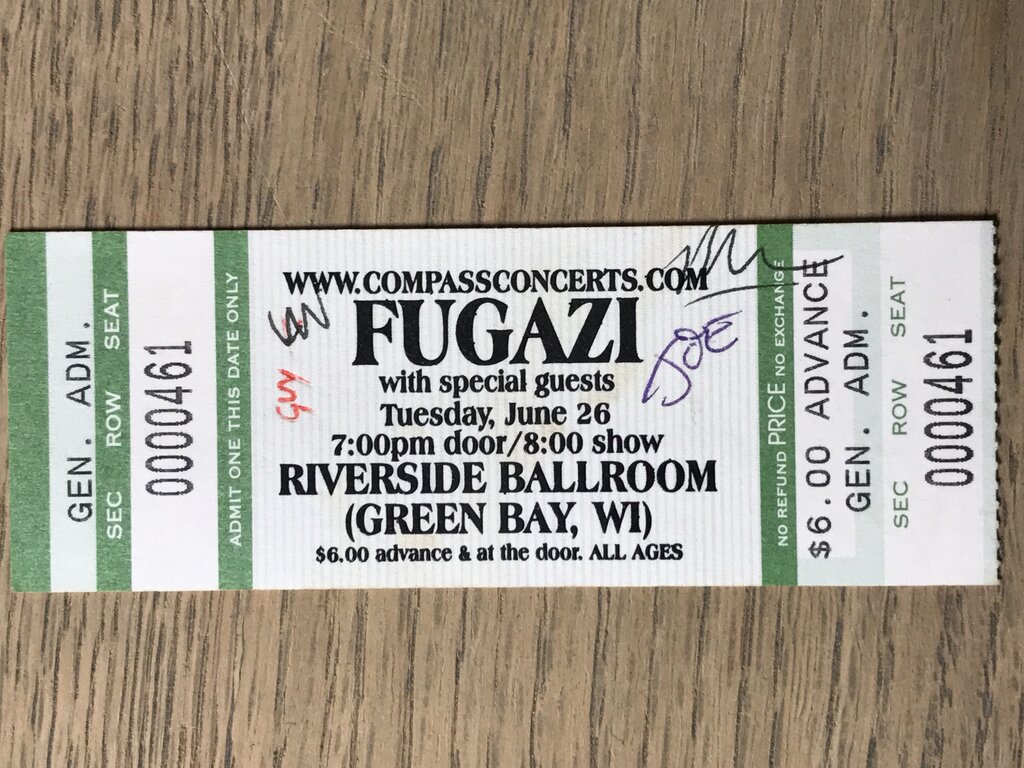 GEN. ADM.
SEC ROW SEAT
0000461
ADMIT ONE THIS DATE ONLY
WWW.COMPASSCONCERTS.COM
FUGAZI
with special guests
Tuesday, June 26
7:00pm door/8:00 show
RIVERSIDE BALLROOM
(GREEN BAY, WI)
$6.00 advance & at the door. ALL AGES
GUY
JOE
NO REFUND PRICE NO EXCHANGE
$6.00 ADVANCE
GEN. ADM.
SEC ROW SEAT
0000461